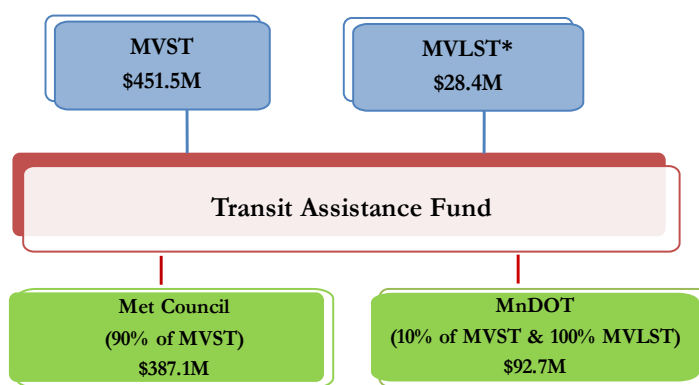 MVST
$451.5M
MVLST*
$28.4M
Transit Assistance Fund
Met Council
(90% of MVST)
$387.1M
MnDOT
(10% of MVST & 100% MVLST)
$92.7M